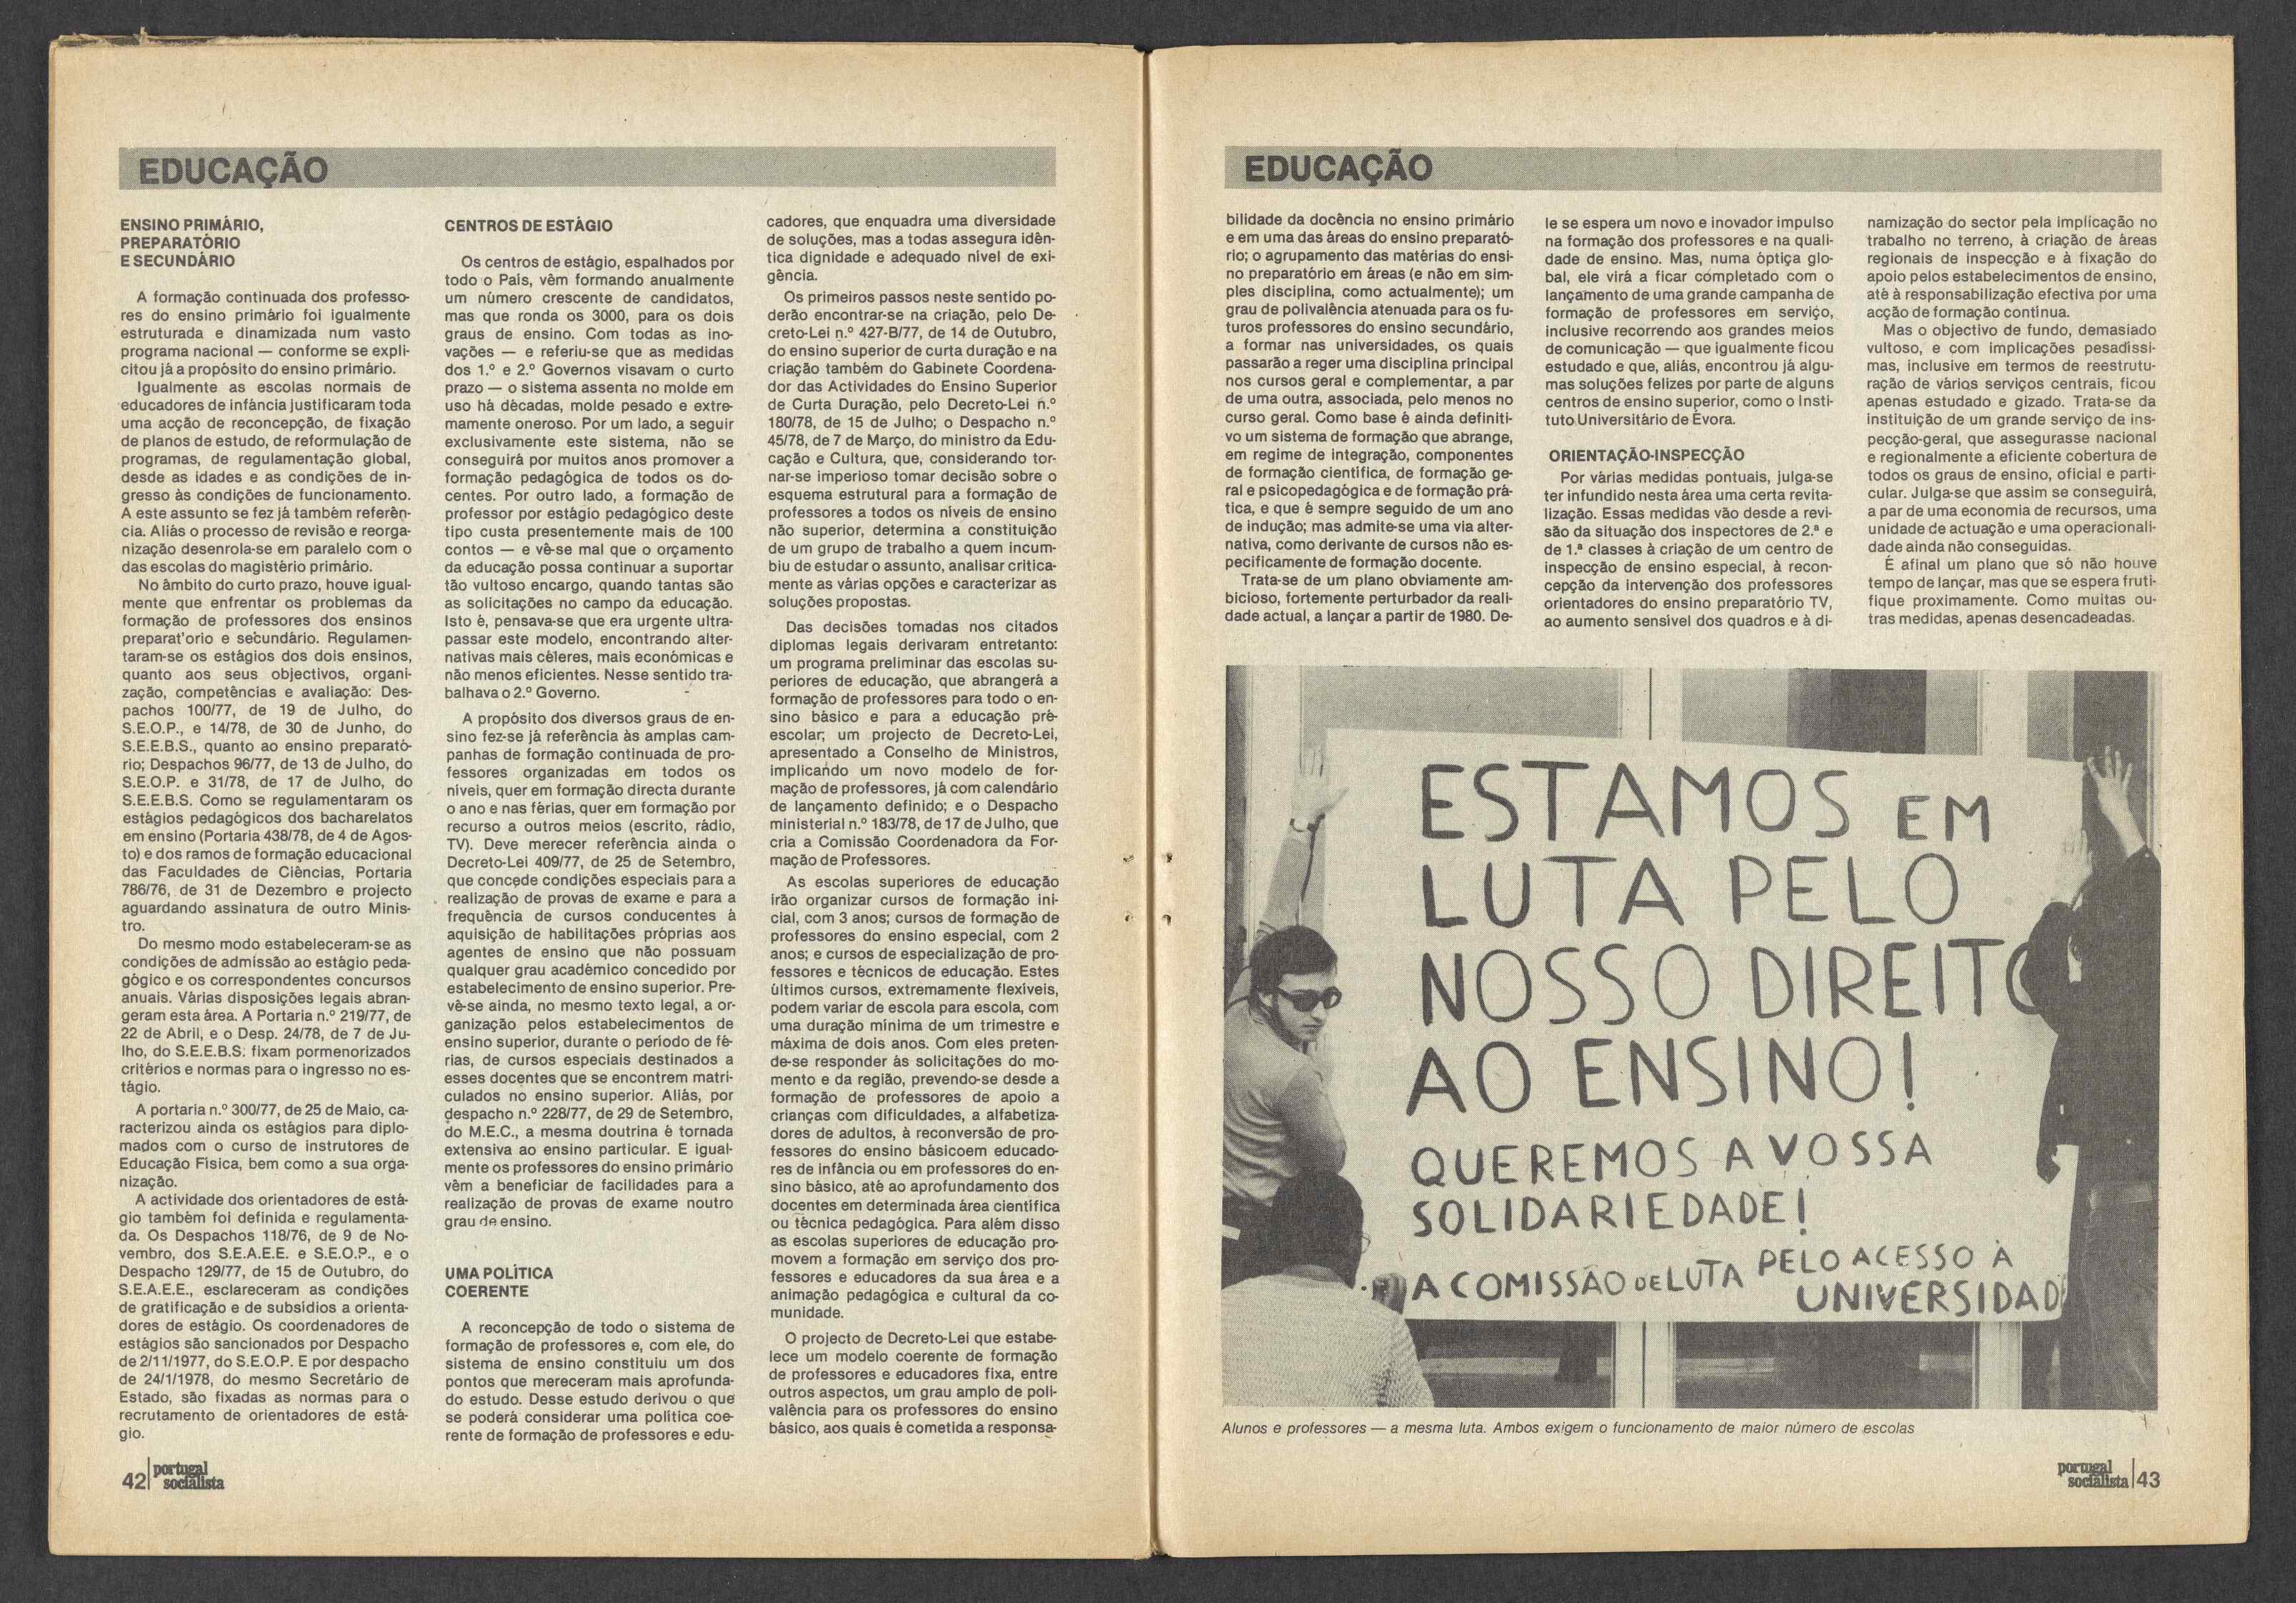 EDUCAÇÃO
ENSINO PRIMÁRIO,
PREPARATÓRIO
E SECUNDÁRIO
A formação continuada dos professo-
res do ensino primário foi igualmente
estruturada e dinamizada num vasto
programa nacional — conforme se expli-
citou já a propósito do ensino primário.
Igualmente as escolas normais de
educadores de infância justificaram toda
uma acção de reconcepção, de fixação
de planos de estudo, de reformulação de
programas, de regulamentação global,
desde as idades e as condições de in-
gresso às condições de funcionamento.
A este assunto se fez já também referên-
cia. Aliás o processo de revisão e reorga-
nização desenrola-se em paralelo com o
das escolas do magistério primário.
No âmbito do curto prazo, houve igual-
mente que enfrentar os problemas da
formação de professores dos ensinos
preparat'orio e secundário. Regulamen-
taram-se os estágios dos dois ensinos,
quanto aos seus objectivos, organi-
zação, competências e avaliação: Des-
pachos 100/77, de 19 de Julho, do
S.E.O.P., e 14/78, de 30 de Junho, do
S.E.E.B.S., quanto ao ensino preparató-
rio; Despachos 96/77, de 13 de Julho, do
S.E.O.P. e 31/78, de 17 de Julho, do
S.E.E.B.S. Como se regulamentaram os
estágios pedagógicos dos bacharelatos
em ensino (Portaria 438/78, de 4 de Agos-
to) e dos ramos de formação educacional
das Faculdades de Ciências, Portaria
786/76, de 31 de Dezembro e projecto
aguardando assinatura de outro Minis-
tro.
Do mesmo modo estabeleceram-se as
condições de admissão ao estágio peda-
gógico e os correspondentes concursos
anuais. Várias disposições legais abran-
geram esta área. A Portaria n.º 219/77, de
22 de Abril, e o Desp. 24/78, de 7 de Ju-
lho, do S.E.E.B.S. fixam pormenorizados
critérios e normas para o ingresso no es-
tágio.
A portaria n.º 300/77, de 25 de Maio, ca-
racterizou ainda os estágios para diplo-
mados com o curso de instrutores de
Educação Física, bem como a sua orga-
nização.
A actividade dos orientadores de está-
gio também foi definida e regulamenta-
da. Os Despachos 118/76, de 9 de No-
vembro, dos S.E.A.E.E. e S.E.O.P., e o
Despacho 129/77, de 15 de Outubro, do
S.E.A.E.E., esclareceram as condições
de gratificação e de subsídios a orienta-
dores de estágio. Os coordenadores de
estágios são sancionados por Despacho
de 2/11/1977, do S.E.O.P. E por despacho
de 24/1/1978, do mesmo Secretário de
Estado, são fixadas as normas para o
recrutamento de orientadores de está-
gio.
CENTROS DE ESTÁGIO
Os centros de estágio, espalhados por
todo o País, vêm formando anualmente
um número crescente de candidatos,
mas que ronda os 3000, para os dois
graus de ensino. Com todas as ino-
vações — e referiu-se que as medidas
dos 1.º e 2.º Governos visavam o curto
prazo — o sistema assenta no molde em
uso há décadas, molde pesado e extre-
mamente oneroso. Por um lado, a seguir
exclusivamente este sistema, não se
conseguirá por muitos anos promover a
formação pedagógica de todos os do-
centes. Por outro lado, a formação de
professor por estágio pedagógico deste
tipo custa presentemente mais de 100
contos — e vê-se mal que o orçamento
da educação possa continuar a suportar
tão vultoso encargo, quando tantas são
as solicitações no campo da educação.
Isto é, pensava-se que era urgente ultra-
passar este modelo, encontrando alter-
nativas mais céleres, mais económicas e
não menos eficientes. Nesse sentido tra-
balhava o 2.º Governo.
A propósito dos diversos graus de en-
sino fez-se já referência às amplas cam-
panhas de formação continuada de pro-
fessores organizadas em todos os
níveis, quer em formação directa durante
o ano e nas férias, quer em formação por
recurso a outros meios (escrito, rádio,
TV). Deve merecer referência ainda o
Decreto-Lei 409/77, de 25 de Setembro,
que concede condições especiais para a
realização de provas de exame e para a
frequência de cursos conducentes à
aquisição de habilitações próprias aos
agentes de ensino que não possuam
qualquer grau académico concedido por
estabelecimento de ensino superior. Pre-
vê-se ainda, no mesmo texto legal, a or-
ganização pelos estabelecimentos de
ensino superior, durante o período de fé-
rias, de cursos especiais destinados a
esses docentes que se encontrem matri-
culados no ensino superior. Aliás, por
despacho n.º 228/77, de 29 de Setembro,
do M.E.C., a mesma doutrina é tornada
extensiva ao ensino particular. E igual-
mente os professores do ensino primário
vêm a beneficiar de facilidades para a
realização de provas de exame noutro
grau de ensino.
UMA POLÍTICA
COERENTE
A reconcepção de todo o sistema de
formação de professores e, com ele, do
sistema de ensino constituiu um dos
pontos que mereceram mais aprofunda-
do estudo. Desse estudo derivou o que
se poderá considerar uma política coe-
rente de formação de professores e edu-
cadores, que enquadra uma diversidade
de soluções, mas a todas assegura idên-
tica dignidade e adequado nível de exi-
gência.
Os primeiros passos neste sentido po-
derão encontrar-se na criação, pelo De-
creto-Lei n.º 427-B/77, de 14 de Outubro,
do ensino superior de curta duração e na
criação também do Gabinete Coordena-
dor das Actividades do Ensino Superior
de Curta Duração, pelo Decreto-Lei n.º
180/78, de 15 de Julho; o Despacho n.º
45/78, de 7 de Março, do ministro da Edu-
cação e Cultura, que, considerando tor-
nar-se imperioso tomar decisão sobre o
esquema estrutural para a formação de
professores a todos os níveis de ensino
não superior, determina a constituição
de um grupo de trabalho a quem incum-
biu de estudar o assunto, analisar critica-
mente as várias opções e caracterizar as
soluções propostas.
Das decisões tomadas nos citados
diplomas legais derivaram entretanto:
um programa preliminar das escolas su-
periores de educação, que abrangerá a
formação de professores para todo o en-
sino básico e para a educação pré-
escolar; um projecto de Decreto-Lei,
apresentado a Conselho de Ministros,
implicando um novo modelo de for-
mação de professores, já com calendário
de lançamento definido; e o Despacho
ministerial n.º 183/78, de 17 de Julho, que
cria a Comissão Coordenadora da For-
mação de Professores.
As escolas superiores de educação
irão organizar cursos de formação ini-
cial, com 3 anos; cursos de formação de
professores do ensino especial, com 2
anos; e cursos de especialização de pro-
fessores e técnicos de educação. Estes
últimos cursos, extremamente flexíveis,
podem variar de escola para escola, com
uma duração mínima de um trimestre e
máxima de dois anos. Com eles preten-
de-se responder às solicitações do mo-
mento e da região, prevendo-se desde a
formação de professores de apoio a
crianças com dificuldades, a alfabetiza-
dores de adultos, à reconversão de pro-
fessores do ensino básicoem educado-
res de infância ou em professores do en-
sino básico, até ao aprofundamento dos
docentes em determinada área científica
ou técnica pedagógica. Para além disso
as escolas superiores de educação pro-
movem a formação em serviço dos pro-
fessores e educadores da sua área e a
animação pedagógica e cultural da co-
munidade.
O projecto de Decreto-Lei que estabe-
lece um modelo coerente de formação
de professores e educadores fixa, entre
outros aspectos, um grau amplo de poli-
valência para os professores do ensino
básico, aos quais é cometida a responsa-
42 portugal
socialista
EDUCAÇÃO
bilidade da docência no ensino primário
e em uma das áreas do ensino preparató-
rio; o agrupamento das matérias do ensi-
no preparatório em áreas (e não em sim-
ples disciplina, como actualmente); um
grau de polivalência atenuada para os fu-
turos professores do ensino secundário,
a formar nas universidades, os quais
passarão a reger uma disciplina principal
nos cursos geral e complementar, a par
de uma outra, associada, pelo menos no
curso geral. Como base é ainda definiti-
vo um sistema de formação que abrange,
em regime de integração, componentes
de formação científica, de formação ge-
ral e psicopedagógica e de formação prá-
tica, e que é sempre seguido de um ano
de indução; mas admite-se uma via alter-
nativa, como derivante de cursos não es-
pecificamente de formação docente.
Trata-se de um plano obviamente am-
bicioso, fortemente perturbador da reali-
dade actual, a lançar a partir de 1980. De-
le se espera um novo e inovador impulso
na formação dos professores e na quali-
dade de ensino. Mas, numa óptiça glo-
bal, ele virá a ficar completado com o
lançamento de uma grande campanha de
formação de professores em serviço,
inclusive recorrendo aos grandes meios
de comunicação — que igualmente ficou
estudado e que, aliás, encontrou já algu-
mas soluções felizes por parte de alguns
centros de ensino superior, como o Insti-
tuto Universitário de Évora.
ORIENTAÇÃO-INSPECÇÃO
Por várias medidas pontuais, julga-se
ter infundido nesta área uma certa revita-
lização. Essas medidas vão desde a revi-
são da situação dos inspectores de 2.ª e
de 1.ª classes à criação de um centro de
inspecção de ensino especial, à recon-
cepção da intervenção dos professores
orientadores do ensino preparatório TV,
ao aumento sensível dos quadros e à di-
namização do sector pela implicação no
trabalho no terreno, à criação de áreas
regionais de inspecção e à fixação do
apoio pelos estabelecimentos de ensino,
até à responsabilização efectiva por uma
acção de formação contínua.
Mas o objectivo de fundo, demasiado
vultoso, e com implicações pesadíssi-
mas, inclusive em termos de reestrutu-
ração de vários serviços centrais, ficou
apenas estudado e gizado. Trata-se da
instituição de um grande serviço de ins-
pecção-geral, que assegurasse nacional
e regionalmente a eficiente cobertura de
todos os graus de ensino, oficial e parti-
cular. Julga-se que assim se conseguirá,
a par de uma economia de recursos, uma
unidade de actuação e uma operacionali-
dade ainda não conseguidas.
É afinal um plano que só não houve
tempo de lançar, mas que se espera fruti-
fique proximamente. Como muitas ou-
tras medidas, apenas desencadeadas.
ESTAMOS EM
LUTA PELO
NOSSO DIREITO
AO ENSINO!
QUEREMOS A VOSSA
SOLIDARIEDADE!
A COMISSÃO DE LUTA PELO ACESSO À
UNIVERSIDADE
Alunos e professores — a mesma luta. Ambos exigem o funcionamento de maior número de escolas
portugal
socialista 43